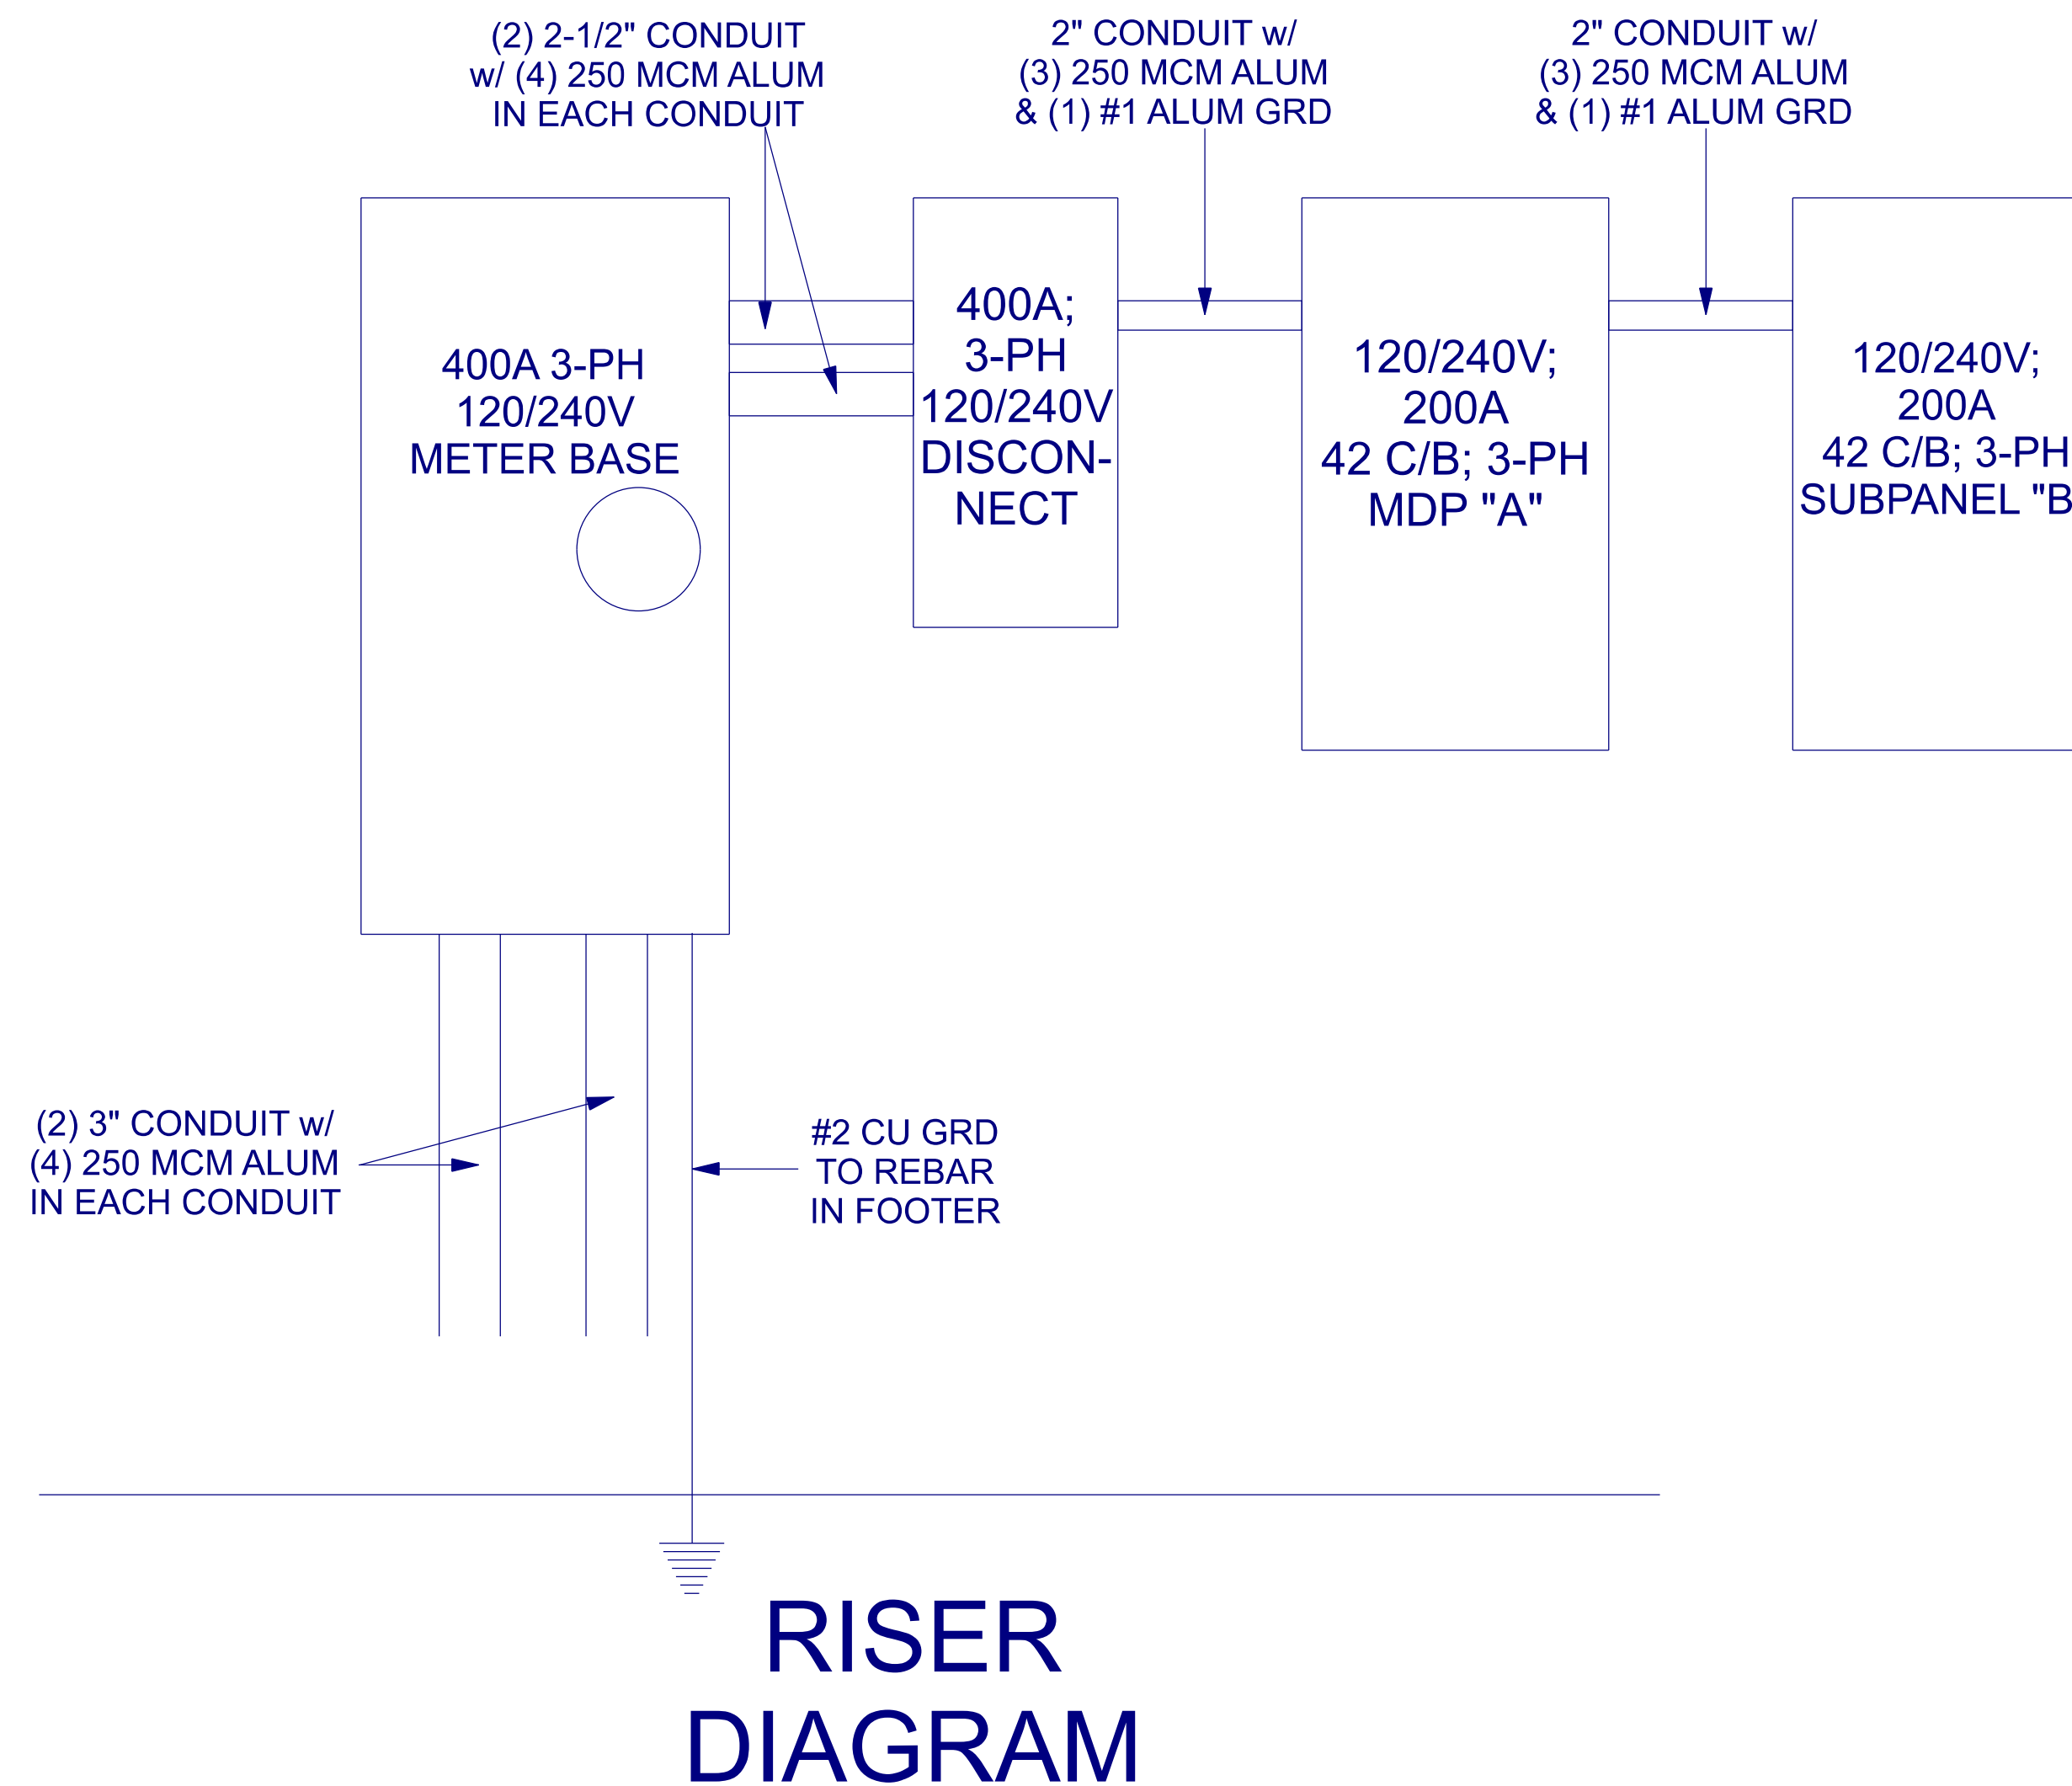 (2) 2-1/2" CONDUIT
w/ (4) 250 MCM ALUM
IN EACH CONDUIT
2" CONDUIT w/
(3) 250 MCM ALUM
& (1) #1 ALUM GRD
2" CONDUIT w/
(3) 250 MCMALUM
& (1) #1 ALUM GRD
400A 3-PH
120/240V
METER BASE
400A;
3-PH
120/240V
DISCON-
NECT
120/240V;
200A
42 C/B; 3-PH
MDP "A"
120/240V;
200A
42 C/B; 3-PH
SUBPANEL "B
(2) 3" CONDUIT w/
(4) 250 MCM ALUM
IN EACH CONDUIT
#2 CU GRD
TO REBAR
IN FOOTER
RISER
DIAGRAM